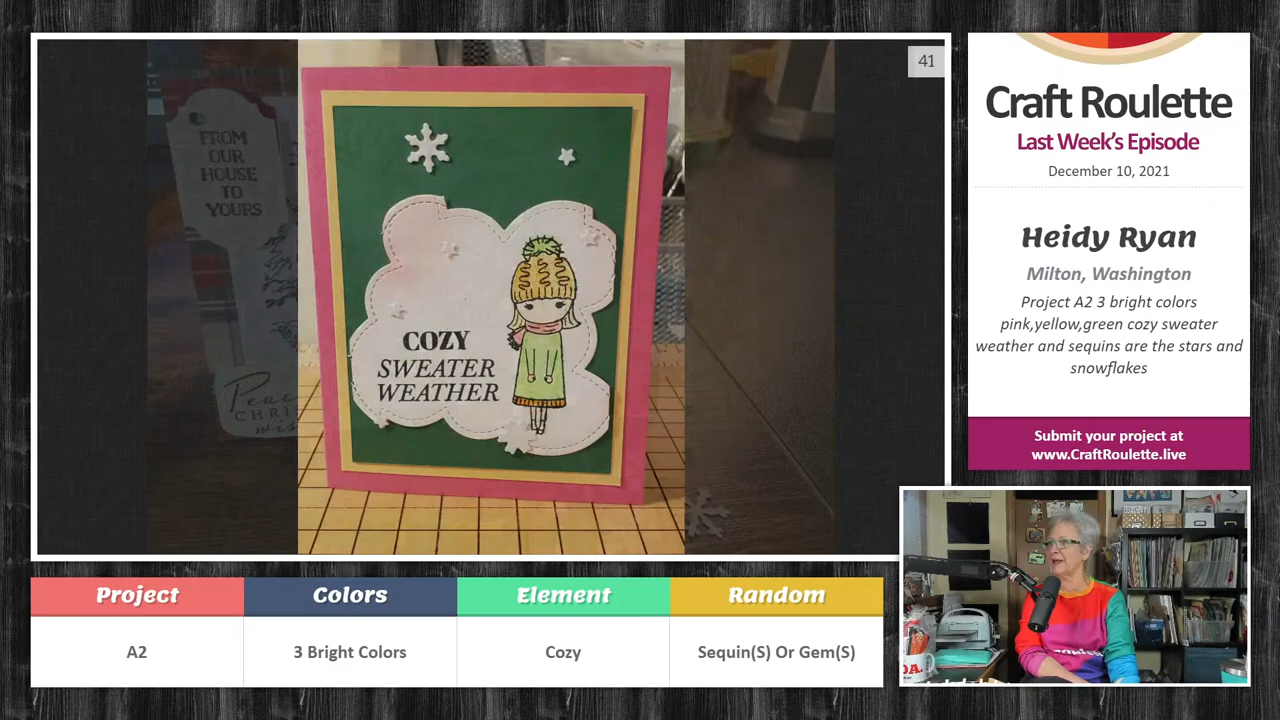 41
FROM
OUR
HOUSE
TO
YOURS
COZY
SWEATER
WEATHER
Craft Roulette
Last Week's Episode
December 10, 2021
Heidy Ryan
Milton, Washington
Project A2 3 bright colors
pink,yellow,green cozy sweater
weather and sequins are the stars and
snowflakes
Submit your project at
www.CraftRoulette.live
Project
Colors
Element
Random
A2
3 Bright Colors
Cozy
Sequin(S) Or Gem(S)